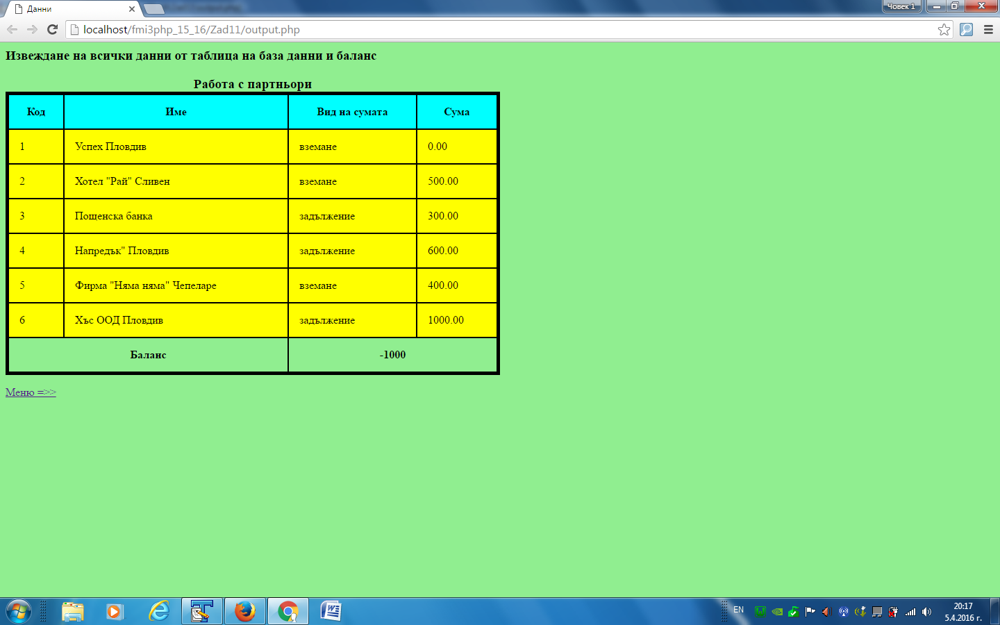 Данни
Човек 1
localhost/fmi3php_15_16/Zad11/output.php
Извеждане на всички данни от таблица на база данни и баланс
Работа с партньори
Код Име Вид на сумата Сума
1 Успех Пловдив вземане 0.00
2 Хотел "Рай" Сливен вземане 500.00
3 Пощенска банка задължение 300.00
4 Напредък" Пловдив задължение 600.00
5 Фирма "Няма няма" Чепеларе вземане 400.00
6 Хъс ООД Пловдив задължение 1000.00
Баланс -1000
Меню =>>
EN
20:17
5.4.2016 г.